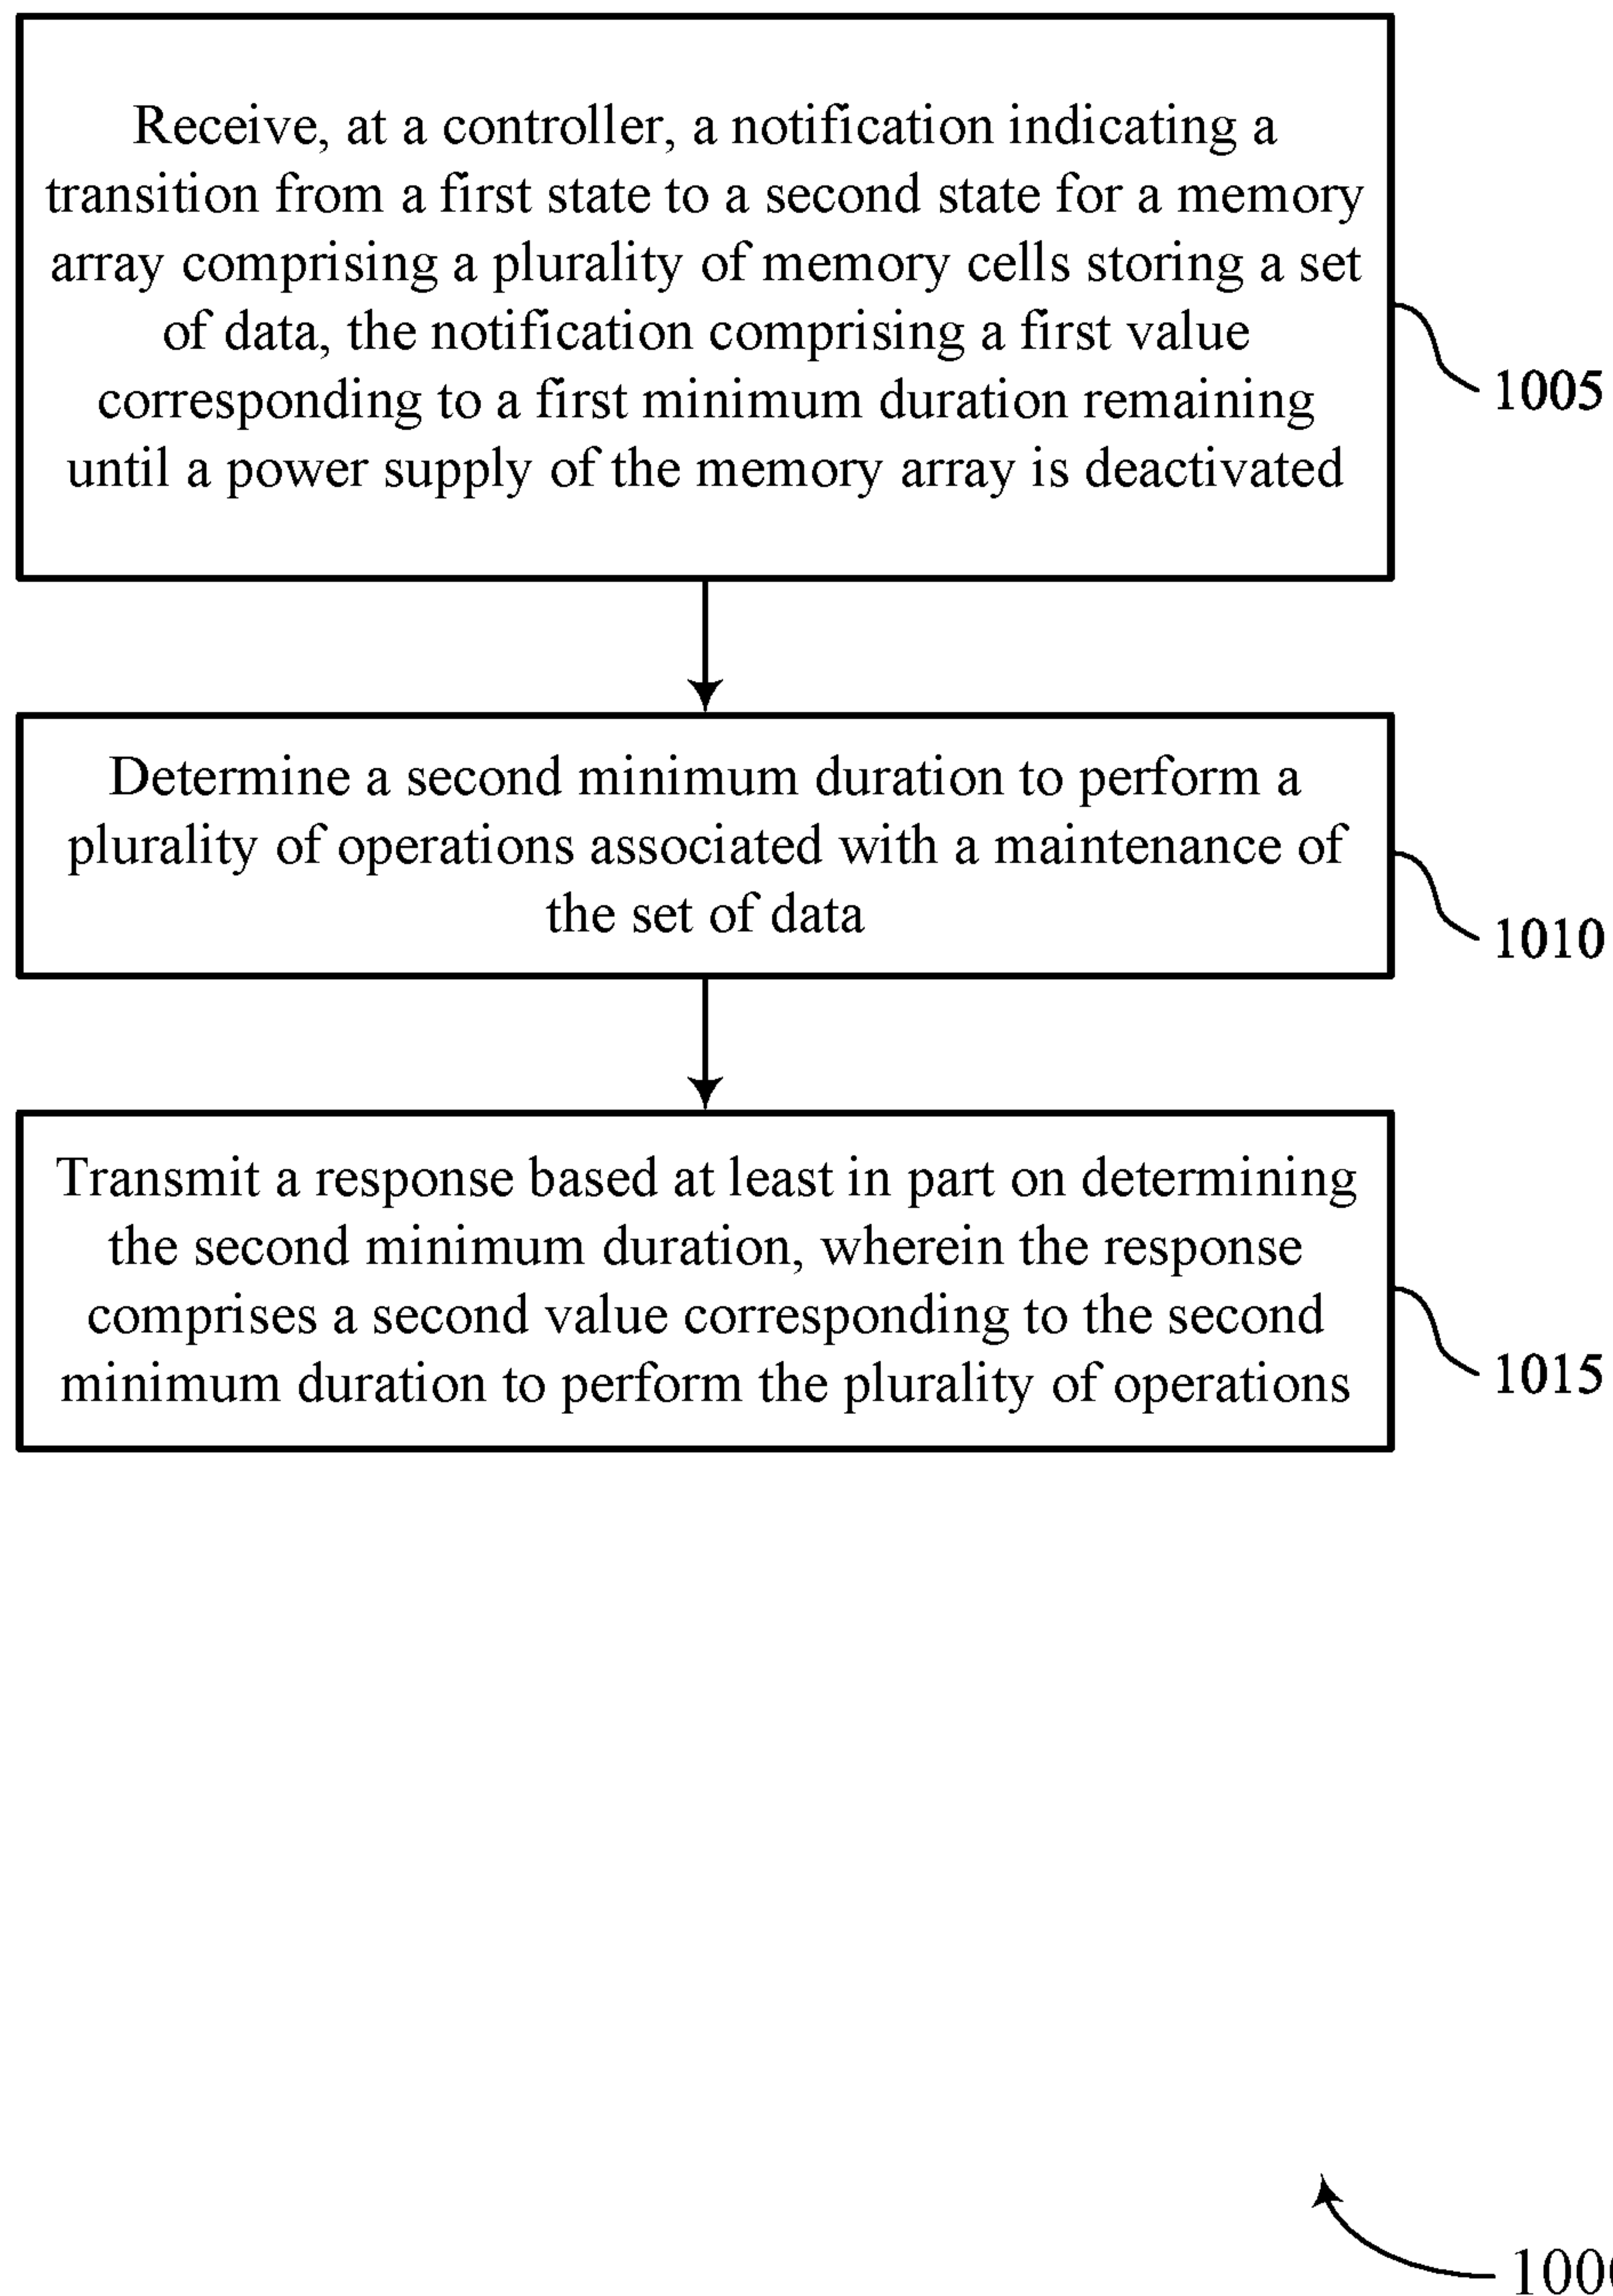 Receive, at a controller, a notification indicating a
transition from a first state to a second state for a memory
array comprising a plurality of memory cells storing a set
of data, the notification comprising a first value
corresponding to a first minimum duration remaining
until a power supply of the memory array is deactivated
1005
Determine a second minimum duration to perform a
plurality of operations associated with a maintenance of
the set of data
1010
Transmit a response based at least in part on determining
the second minimum duration, wherein the response
comprises a second value corresponding to the second
minimum duration to perform the plurality of operations
1015
1000